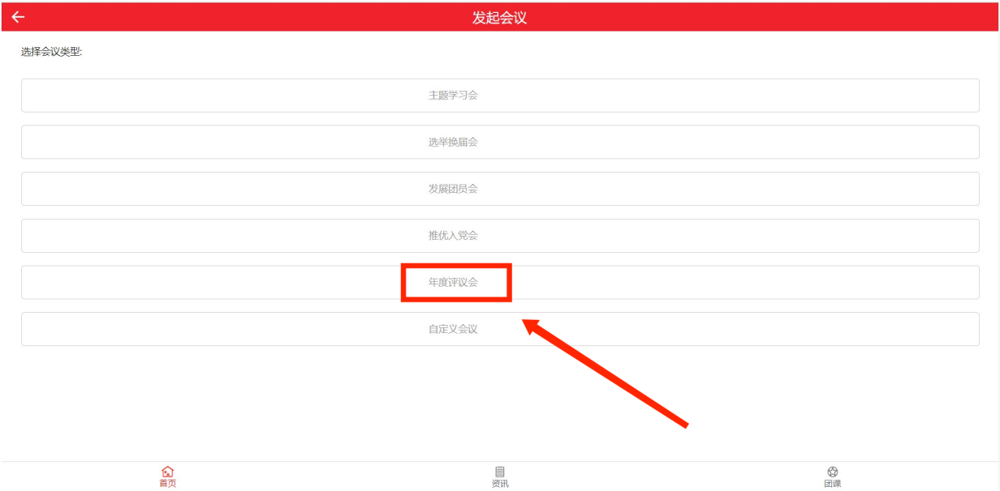 发起会议
选择会议类型:
主题学习会
选举换届会
发展团员会
推优入党会
年度评议会
自定义会议
首页
资讯
团课